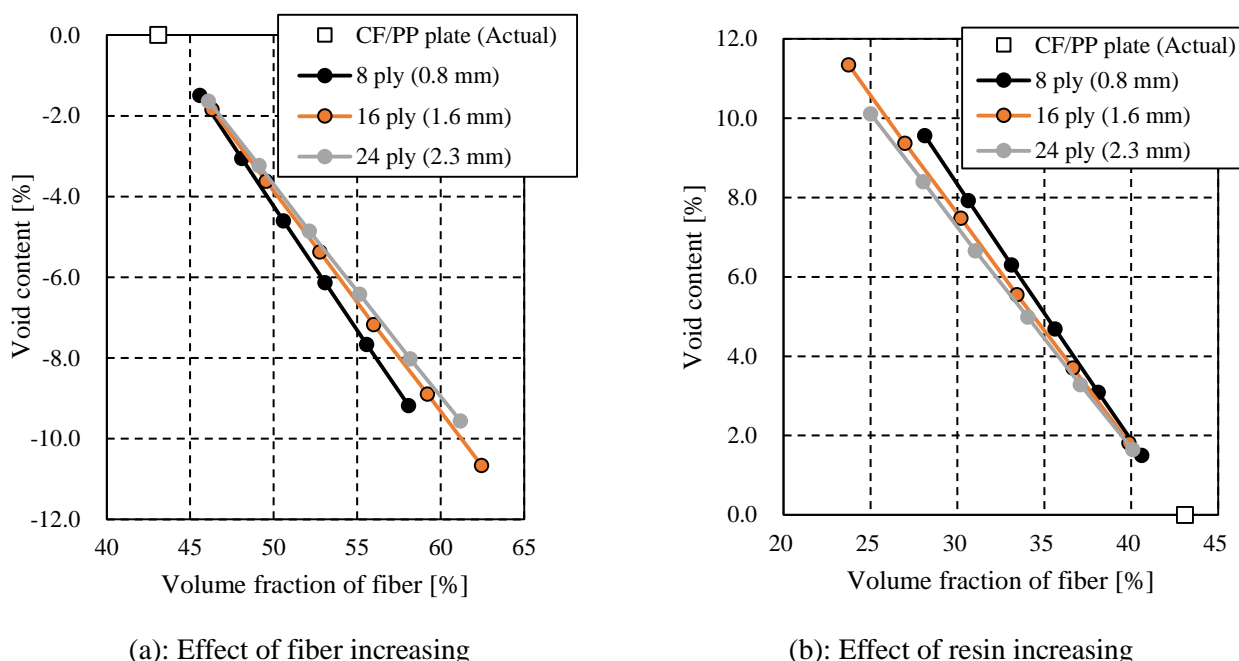 CF/PP plate (Actual)
8 ply (0.8 mm)
16 ply (1.6 mm)
24 ply (2.3 mm)
0.0
-2.0
-4.0
-6.0
-8.0
-10.0
-12.0
Void content [%]
40 45 50 55 60 65
Volume fraction of fiber [%]
(a): Effect of fiber increasing
CF/PP plate (Actual)
8 ply (0.8 mm)
16 ply (1.6 mm)
24 ply (2.3 mm)
12.0
10.0
8.0
6.0
4.0
2.0
0.0
Void content [%]
20 25 30 35 40 45
Volume fraction of fiber [%]
(b): Effect of resin increasing